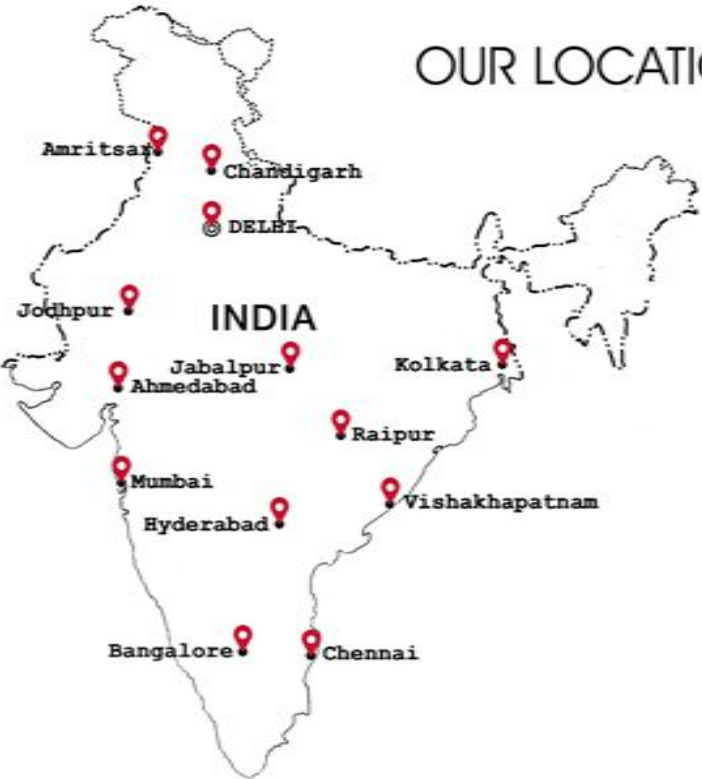 OUR LOCATIO
Amritsar
Chandigarh
DELHI
Jodhpur
INDIA
Jabalpur
Kolkata
Ahmedabad
Raipur
Mumbai
Vishakhapatnam
Hyderabad
Bangalore
Chennai